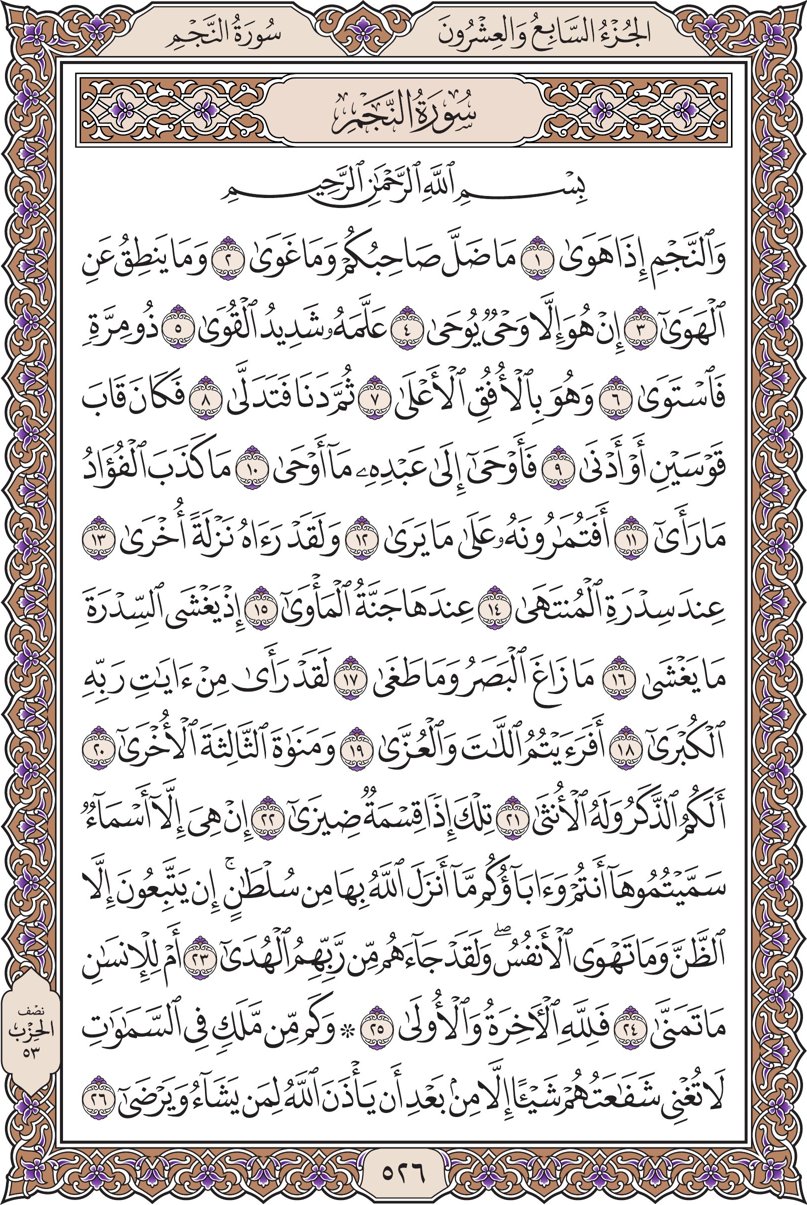 الجُزْءُ السَّابِعُ وَالعِشْرُونَ
سُورَةُ النَّجْمِ
سُورَةُ النَّجْمِ
بِسْمِ ٱللَّهِ ٱلرَّحْمَٰنِ ٱلرَّحِيمِ
وَٱلنَّجْمِ إِذَا هَوَىٰ ١ مَا ضَلَّ صَاحِبُكُمْ وَمَا غَوَىٰ ٢ وَمَا يَنطِقُ عَنِ
ٱلْهَوَىٰٓ ٣ إِنْ هُوَ إِلَّا وَحْىٌ يُوحَىٰ ٤ عَلَّمَهُۥ شَدِيدُ ٱلْقُوَىٰ ٥ ذُو مِرَّةٍ
فَٱسْتَوَىٰ ٦ وَهُوَ بِٱلْأُفُقِ ٱلْأَعْلَىٰ ٧ ثُمَّ دَنَا فَتَدَلَّىٰ ٨ فَكَانَ قَابَ
قَوْسَيْنِ أَوْ أَدْنَىٰ ٩ فَأَوْحَىٰٓ إِلَىٰ عَبْدِهِۦ مَآ أَوْحَىٰ ١٠ مَا كَذَبَ ٱلْفُؤَادُ
مَا رَأَىٰٓ ١١ أَفَتُمَٰرُونَهُۥ عَلَىٰ مَا يَرَىٰ ١٢ وَلَقَدْ رَءَاهُ نَزْلَةً أُخْرَىٰ ١٣
عِندَ سِدْرَةِ ٱلْمُنتَهَىٰ ١٤ عِندَهَا جَنَّةُ ٱلْمَأْوَىٰٓ ١٥ إِذْ يَغْشَى ٱلسِّدْرَةَ
مَا يَغْشَىٰ ١٦ مَا زَاغَ ٱلْبَصَرُ وَمَا طَغَىٰ ١٧ لَقَدْ رَأَىٰ مِنْ ءَايَٰتِ رَبِّهِ
ٱلْكُبْرَىٰٓ ١٨ أَفَرَءَيْتُمُ ٱللَّٰتَ وَٱلْعُزَّىٰ ١٩ وَمَنَوٰةَ ٱلثَّالِثَةَ ٱلْأُخْرَىٰٓ ٢٠
أَلَكُمُ ٱلذَّكَرُ وَلَهُ ٱلْأُنثَىٰ ٢١ تِلْكَ إِذًا قِسْمَةٌ ضِيزَىٰٓ ٢٢ إِنْ هِىَ إِلَّآ أَسْمَآءٌ
سَمَّيْتُمُوهَآ أَنتُمْ وَءَابَآؤُكُم مَّآ أَنزَلَ ٱللَّهُ بِهَا مِن سُلْطَٰنٍۚ إِن يَتَّبِعُونَ إِلَّا
ٱلظَّنَّ وَمَا تَهْوَى ٱلْأَنفُسُۖ وَلَقَدْ جَآءَهُم مِّن رَّبِّهِمُ ٱلْهُدَىٰٓ ٢٣ أَمْ لِلْإِنسَٰنِ
مَا تَمَنَّىٰ ٢٤ فَلِلَّهِ ٱلْءَاخِرَةُ وَٱلْأُولَىٰ ٢٥ ۞ وَكَم مِّن مَّلَكٍ فِى ٱلسَّمَٰوَٰتِ
لَا تُغْنِى شَفَٰعَتُهُمْ شَيْـًٔا إِلَّا مِنۢ بَعْدِ أَن يَأْذَنَ ٱللَّهُ لِمَن يَشَآءُ وَيَرْضَىٰٓ ٢٦
نصف
الحِزْب
٥٣
٥٢٦